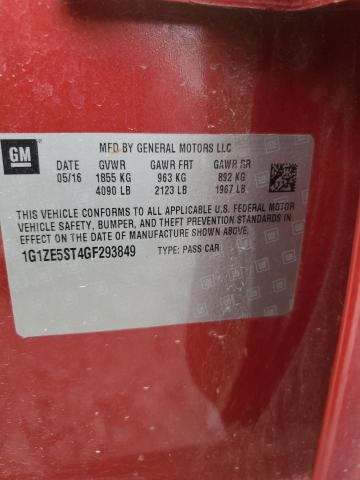 GM
MFD BY GENERAL MOTORS LLC
DATE GVWR GAWR FRT GAWR RR
05/16 1855 KG 963 KG 892 KG
4090 LB 2123 LB 1967 LB
THIS VEHICLE CONFORMS TO ALL APPLICABLE U.S. FEDERAL MOTOR
VEHICLE SAFETY, BUMPER, AND THEFT PREVENTION STANDARDS IN
EFFECT ON THE DATE OF MANUFACTURE SHOWN ABOVE.
1G1ZE5ST4GF293849 TYPE: PASS CAR